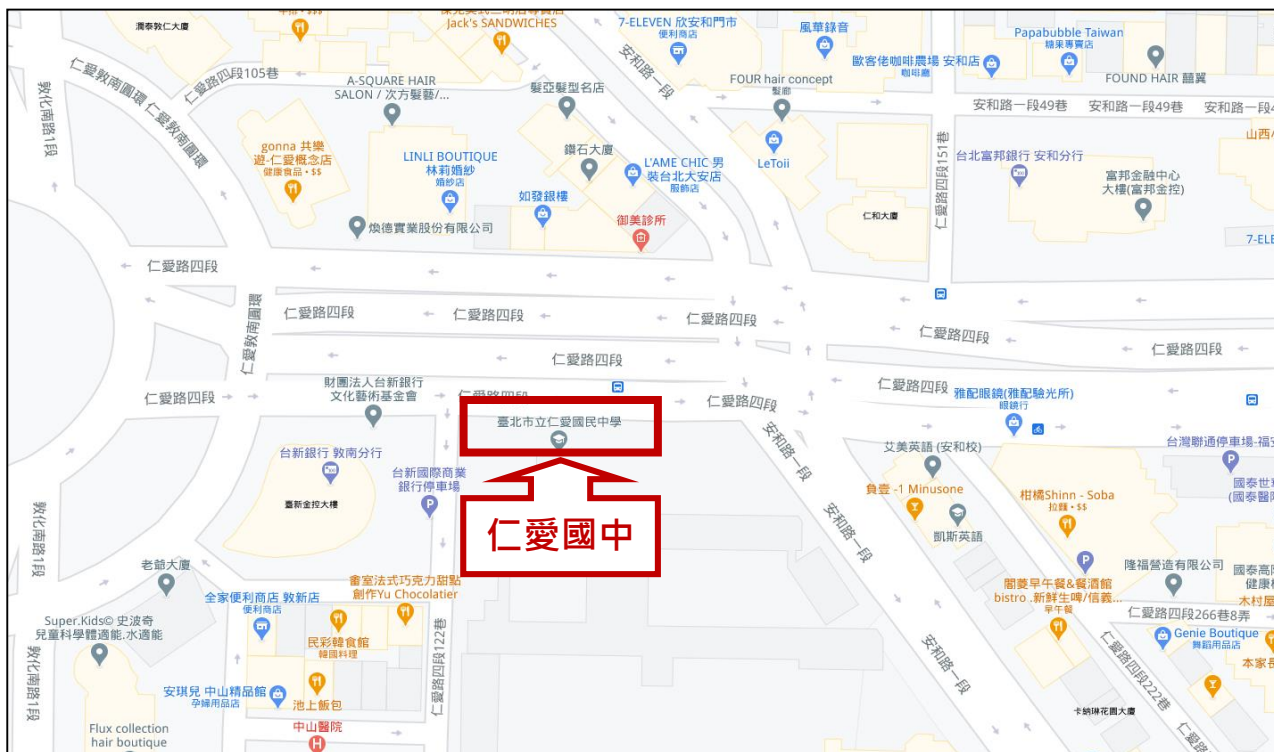 潤泰敦仁大廈
Jack's SANDWICHES
7-ELEVEN 欣安和門市
便利商店
風華錄音
Papabubble Taiwan
糖果專賣店
歐客佬咖啡農場 安和店
咖啡廳
FOUND HAIR 囍翼
仁愛敦南圓環
仁愛敦南圓環
仁愛路四段105巷
A-SQUARE HAIR
SALON / 次方髮藝/...
髮亞髮型名店
安和路一段
FOUR hair concept
髮廊
安和路一段49巷
安和路一段49巷
安和路一段4
敦化南路1段
gonna 共樂
遊-仁愛概念店
健康食品・$$
LINLI BOUTIQUE
林莉婚紗
婚紗店
鑽石大廈
L'AME CHIC 男
裝台北大安店
服飾店
LeToii
仁愛路四段151巷
台北富邦銀行 安和分行
山西
富邦金融中心
大樓(富邦金控)
如發銀樓
煥德實業股份有限公司
御美診所
仁和大廈
7-ELE
仁愛路四段
仁愛敦南圓環
仁愛路四段
仁愛路四段
仁愛路四段
仁愛路四段
仁愛路四段
仁愛路四段
仁愛路四段
仁愛路四段
財團法人台新銀行
文化藝術基金會
仁愛路四段
雅配眼鏡(雅配驗光所)
眼鏡行
臺北市立仁愛國民中學
安和路一段
艾美英語 (安和校)
台灣聯通停車場-福安
台新銀行 敦南分行
臺新金控大樓
台新國際商業
銀行停車場
仁愛國中
負壹 -1 Minusone
柑橘Shinn - Soba
拉麵・$$
國泰世
(國泰醫院
凱斯英語
敦化南路1段
安和路一段
老爺大廈
隆福營造有限公司
國泰高
健康
木村屋
畬室法式巧克力甜點
創作Yu Chocolatier
全家便利商店 敦新店
便利商店
閣菱早午餐&餐酒館
bistro .新鮮生啤/信義...
早午餐
仁愛路四段266巷8弄
Super.Kids© 史波奇
兒童科學體適能.水適能
民彩韓食館
韓國料理
仁愛路四段122巷
Genie Boutique
舞蹈用品店
本家長
敦化南路1段
安和路一段
仁愛路四段222巷
安琪兒 中山精品館
孕婦用品店
池上飯包
卡納琳花園大廈
仁愛路
中山醫院
Flux collection
hair boutique